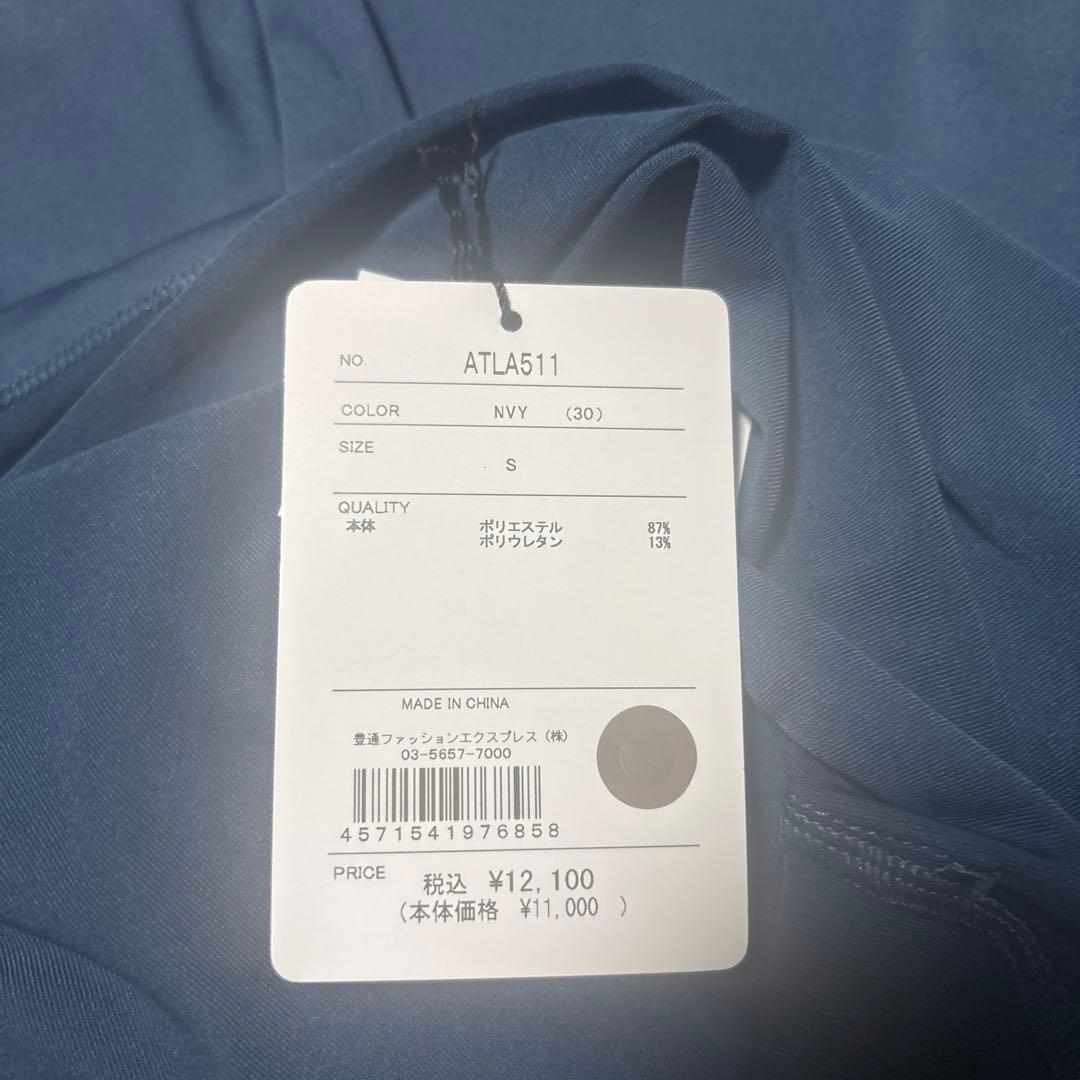 NO. ATLA511
COLOR NVY (30)
SIZE
S
QUALITY
本体 ポリエステル 87%
ポリウレタン 13%
MADE IN CHINA
豊通ファッションエクスプレス(株)
03-5657-7000
4571541976858
PRICE 税込 ¥12,100
(本体価格 ¥11,000 )